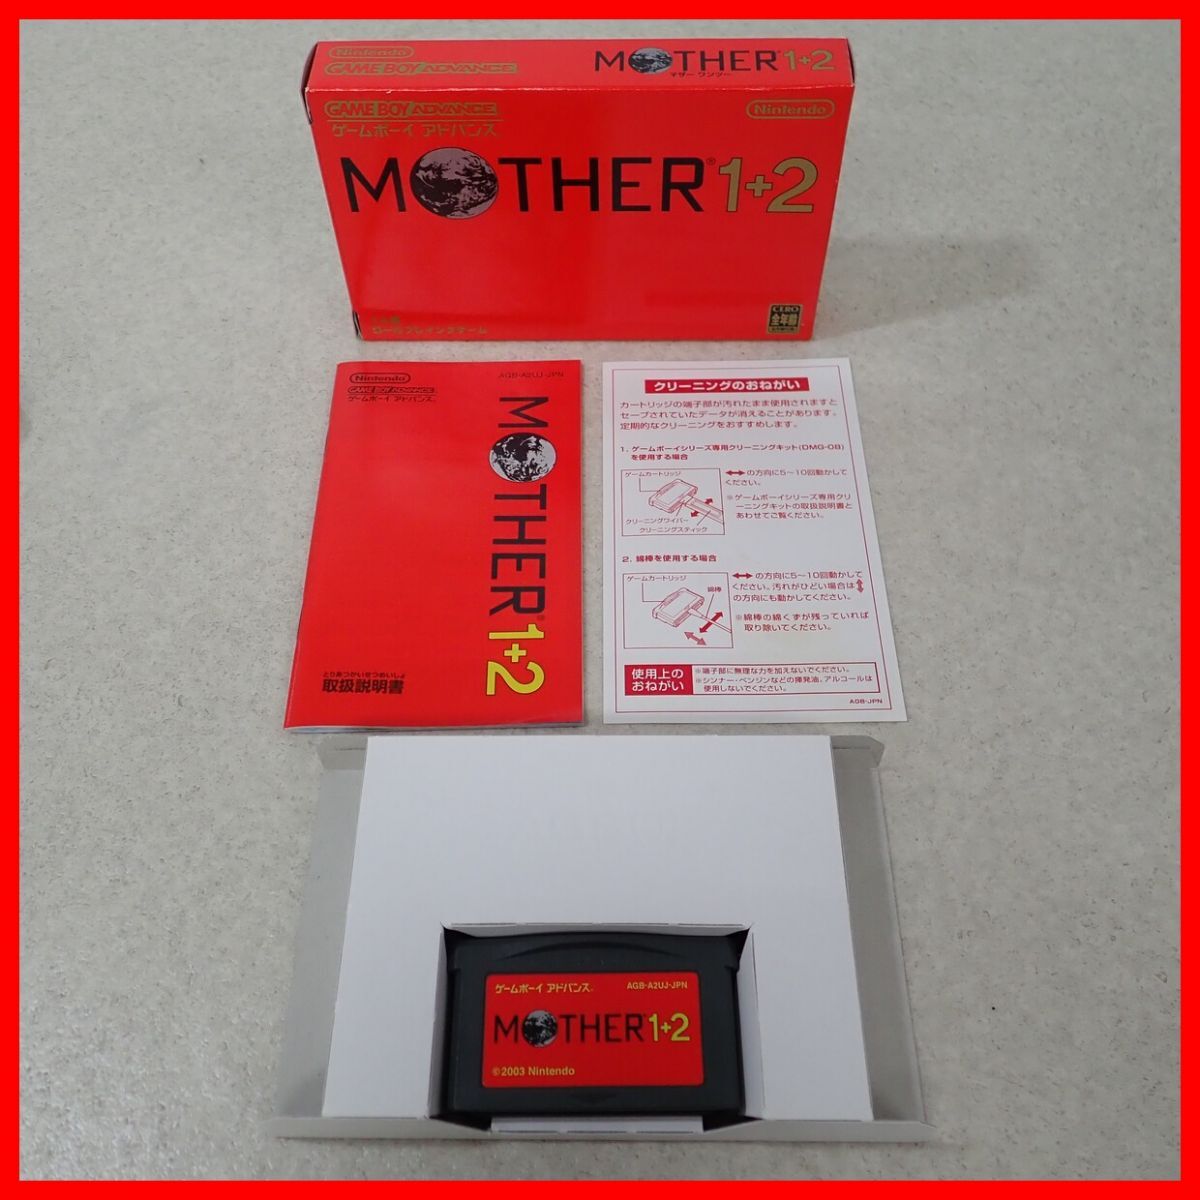 Nintendo
GAME BOY ADVANCE
MOTHER 1+2
マザー ワンツー
GAME BOY ADVANCE
ゲームボーイ アドバンス
Nintendo
MOTHER® 1+2
ロールプレイングゲーム
CERO
全年齢
Nintendo
GAME BOY ADVANCE
ゲームボーイ アドバンス
AGB-A2UJ-JPN
MOTHER® 1+2
とりあつかいせつめいしょ
取扱説明書
クリーニングのおねがい
カートリッジの端子部が汚れたまま使用されますと
セーブされていたデータが消えることがあります。
定期的なクリーニングをおすすめします。
1. ゲームボーイシリーズ専用クリーニングキット(DMG-08)
を使用する場合
ゲームカートリッジ
クリーニングワイパー
クリーニングスティック
⟷の方向に5〜10回動かして
ください。
※ゲームボーイシリーズ専用クリ
ーニングキットの取扱説明書と
あわせてご覧ください。
2. 綿棒を使用する場合
ゲームカートリッジ
綿棒
⟷の方向に5〜10回動かして
ください。汚れがひどい場合は↕
の方向にも動かしてください。
※綿棒の綿くずが残っていれば
取り除いてください。
使用上の
おねがい
※端子部に無理な力を加えないでください。
※シンナー・ベンジンなどの揮発油、アルコールは
使用しないでください。
AGB-JPN
ゲームボーイ アドバンス
AGB-A2UJ-JPN
MOTHER 1+2
©2003 Nintendo